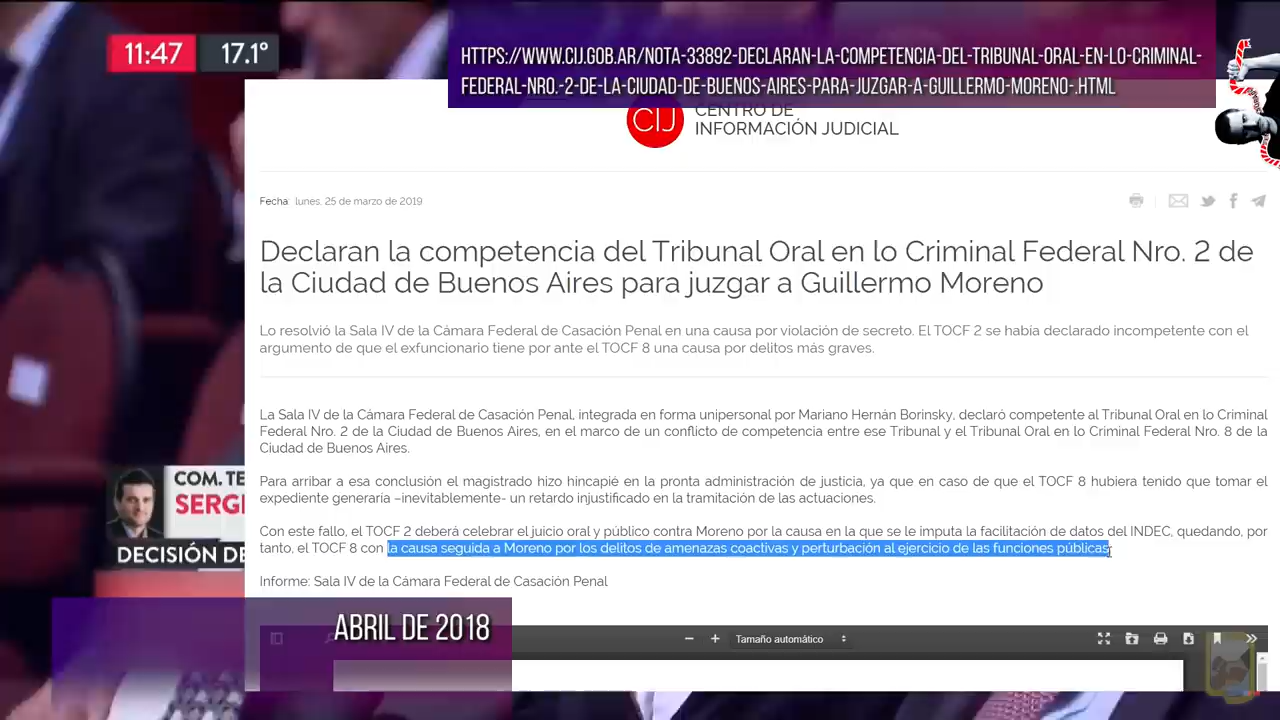 11:47 17.1°
HTTPS://WWW.CIJ.GOB.AR/NOTA-33892-DECLARAN-LA-COMPETENCIA-DEL-TRIBUNAL-ORAL-EN-LO-CRIMINAL-
FEDERAL-NRO.-2-DE-LA-CIUDAD-DE-BUENOS-AIRES-PARA-JUZGAR-A-GUILLERMO-MORENO-.HTML
CIJ
CENTRO DE
INFORMACIÓN JUDICIAL
Fecha: lunes, 25 de marzo de 2019
Declaran la competencia del Tribunal Oral en lo Criminal Federal Nro. 2 de
la Ciudad de Buenos Aires para juzgar a Guillermo Moreno
Lo resolvió la Sala IV de la Cámara Federal de Casación Penal en una causa por violación de secreto. El TOCF 2 se había declarado incompetente con el
argumento de que el exfuncionario tiene por ante el TOCF 8 una causa por delitos más graves.
La Sala IV de la Cámara Federal de Casación Penal, integrada en forma unipersonal por Mariano Hernán Borinsky, declaró competente al Tribunal Oral en lo Criminal
Federal Nro. 2 de la Ciudad de Buenos Aires, en el marco de un conflicto de competencia entre ese Tribunal y el Tribunal Oral en lo Criminal Federal Nro. 8 de la
Ciudad de Buenos Aires.
Para arribar a esa conclusión el magistrado hizo hincapié en la pronta administración de justicia, ya que en caso de que el TOCF 8 hubiera tenido que tomar el
expediente generaría –inevitablemente- un retardo injustificado en la tramitación de las actuaciones.
Con este fallo, el TOCF 2 deberá celebrar el juicio oral y público contra Moreno por la causa en la que se le imputa la facilitación de datos del INDEC, quedando, por
tanto, el TOCF 8 con la causa seguida a Moreno por los delitos de amenazas coactivas y perturbación al ejercicio de las funciones públicas.
Informe: Sala IV de la Cámara Federal de Casación Penal
COM. TE
SERGI
DECISIÓN DE
ABRIL DE 2018
Tamaño automático